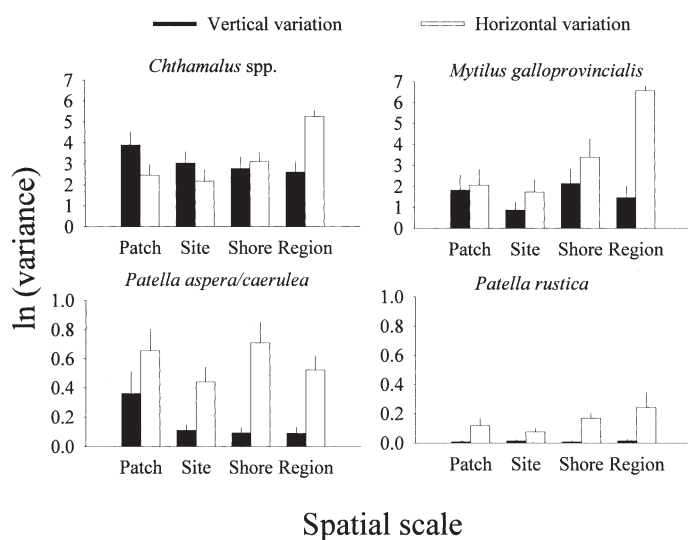 Vertical variation
Horizontal variation
Chthamalus spp.
Mytilus galloprovincialis
7
6
5
4
3
2
1
0
Patch Site Shore Region
7
6
5
4
3
2
1
0
Patch Site Shore Region
Patella aspera/caerulea
Patella rustica
1.0
0.8
0.6
0.4
0.2
0.0
Patch Site Shore Region
1.0
0.8
0.6
0.4
0.2
0.0
Patch Site Shore Region
ln (variance)
Spatial scale